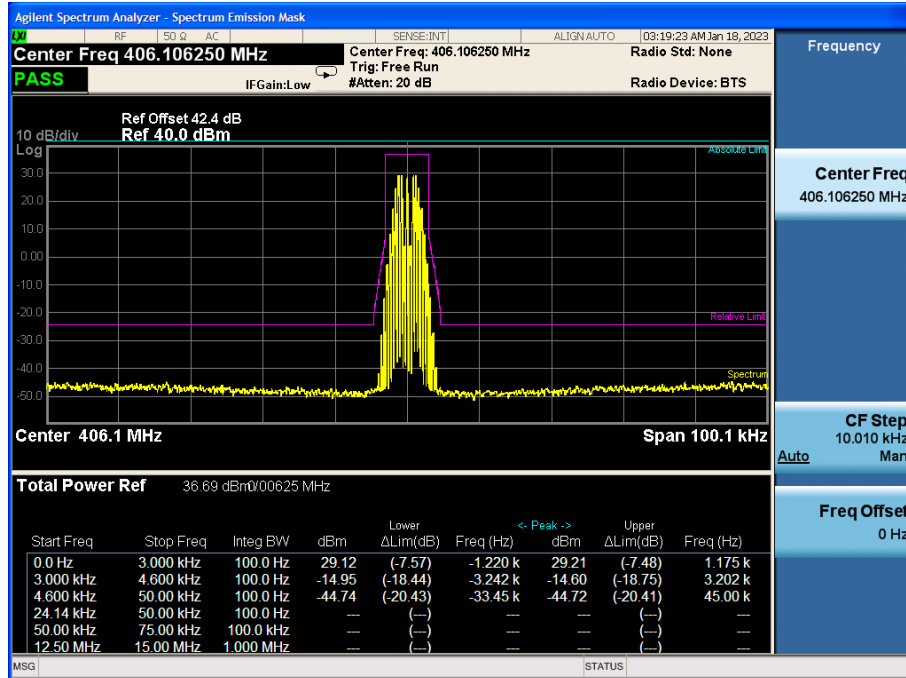 Agilent Spectrum Analyzer - Spectrum Emission Mask
LXI RF 50 Ω AC SENSE:INT ALIGN AUTO 03:19:23 AM Jan 18, 2023
Center Freq 406.106250 MHz
Center Freq: 406.106250 MHz
Radio Std: None
Trig: Free Run
PASS
IFGain:Low
#Atten: 20 dB
Radio Device: BTS
Ref Offset 42.4 dB
10 dB/div Ref 40.0 dBm
Log
Absolute Limit
30.0
20.0
10.0
0.00
-10.0
-20.0
Relative Limit
-30.0
-40.0
Spectrum
-50.0
Center 406.1 MHz
Span 100.1 kHz
Total Power Ref 36.69 dBm/0.00625 MHz
Lower <- Peak -> Upper
Start Freq Stop Freq Integ BW dBm ΔLim(dB) Freq (Hz) dBm ΔLim(dB) Freq (Hz)
0.0 Hz 3.000 kHz 100.0 Hz 29.12 (-7.57) -1.220 k 29.21 (-7.48) 1.175 k
3.000 kHz 4.600 kHz 100.0 Hz -14.95 (-18.44) -3.242 k -14.60 (-18.75) 3.202 k
4.600 kHz 50.00 kHz 100.0 Hz -44.74 (-20.43) -33.45 k -44.72 (-20.41) 45.00 k
24.14 kHz 50.00 kHz 100.0 Hz --- (---) --- --- (---) ---
50.00 kHz 75.00 kHz 100.0 kHz --- (---) --- --- (---) ---
12.50 MHz 15.00 MHz 1.000 MHz --- (---) --- --- (---) ---
MSG STATUS
Frequency
Center Freq
406.106250 MHz
CF Step
10.010 kHz
Auto Man
Freq Offset
0 Hz